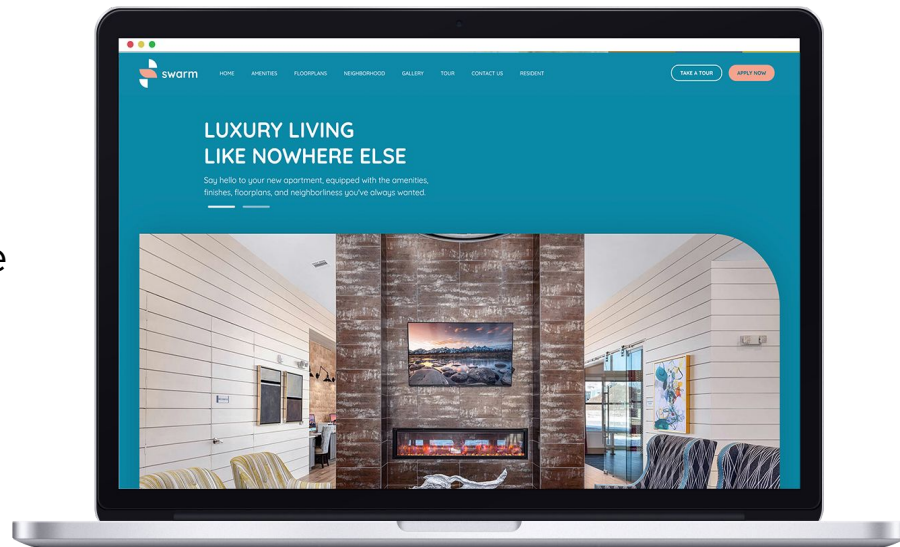 e
swarm
HOME AMENITIES FLOORPLANS NEIGHBORHOOD GALLERY TOUR CONTACT US RESIDENT
TAKE A TOUR APPLY NOW
LUXURY LIVING
LIKE NOWHERE ELSE
Say hello to your new apartment, equipped with the amenities,
finishes, floorplans, and neighborliness you've always wanted.